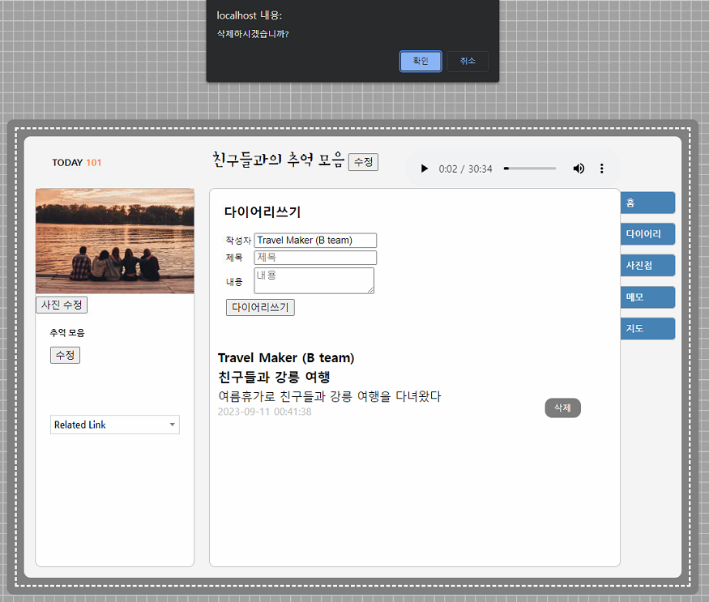 localhost 내용:
삭제하시겠습니까?
확인 취소
TODAY 101
친구들과의 추억 모음 수정
0:02 / 30:34
홈
다이어리
사진첩
메모
지도
사진 수정
추억 모음
수정
Related Link
다이어리쓰기
작성자 Travel Maker (B team)
제목 제목
내용 내용
다이어리쓰기
Travel Maker (B team)
친구들과 강릉 여행
여름휴가로 친구들과 강릉 여행을 다녀왔다
2023-09-11 00:41:38
삭제